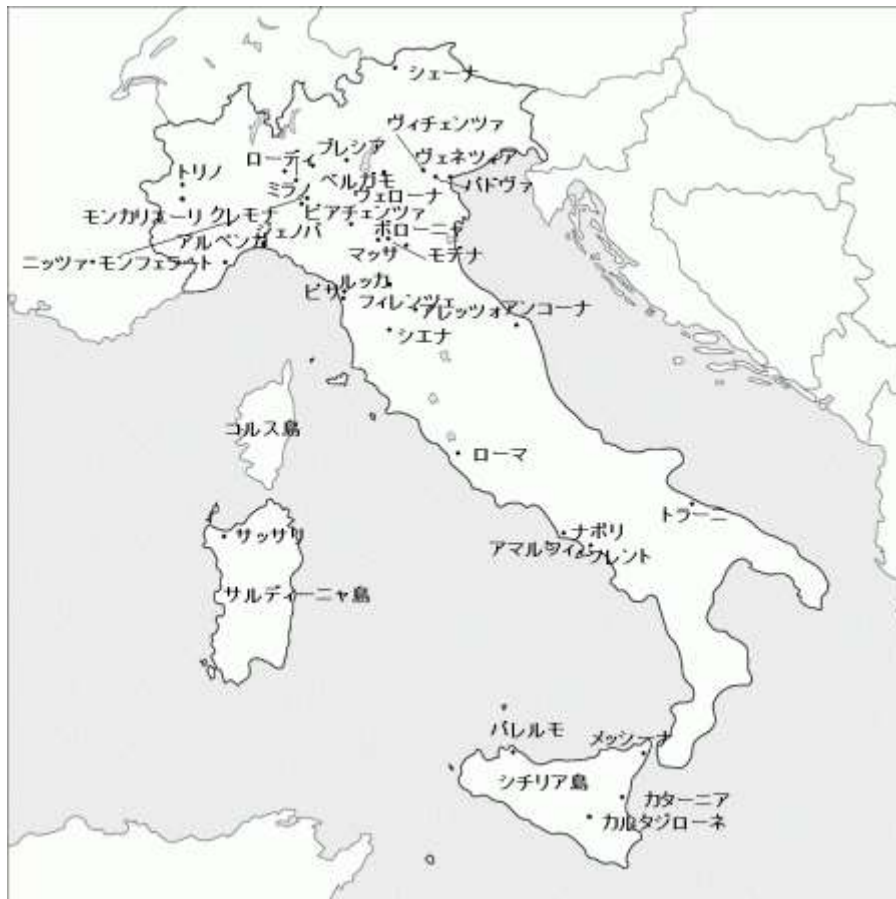 シェーナ
ヴィチェンツァ
ブレシア
ローディ
ヴェネツィア
トリノ
ベルガモ
パドヴァ
ミラノ
ヴェローナ
モンカリエーリ
クレモナ
ピアチェンツァ
ジェノバ
ボローニャ
アルベンガ
マッサ
モデナ
ニッツァ・モンフェラート
ルッカ
ピサ
フィレンツェ
アレッツォ
アンコーナ
シエナ
コルス島
ローマ
トラーニ
サッサリ
ナポリ
アマルフィ
サルディーニャ島
パレルモ
メッシーナ
シチリア島
カターニア
カルタジローネ